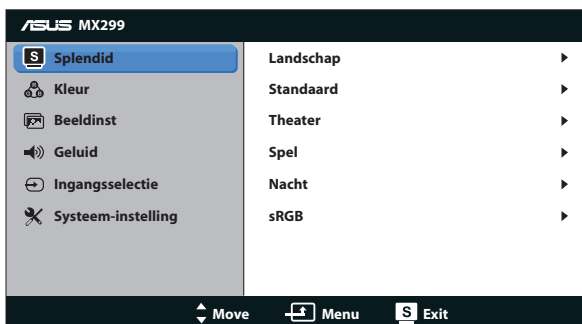 ASUS MX299
S Splendid
Kleur
Beeldinst
Geluid
Ingangsselectie
Systeem-instelling
Landschap
Standaard
Theater
Spel
Nacht
sRGB
Move Menu S Exit